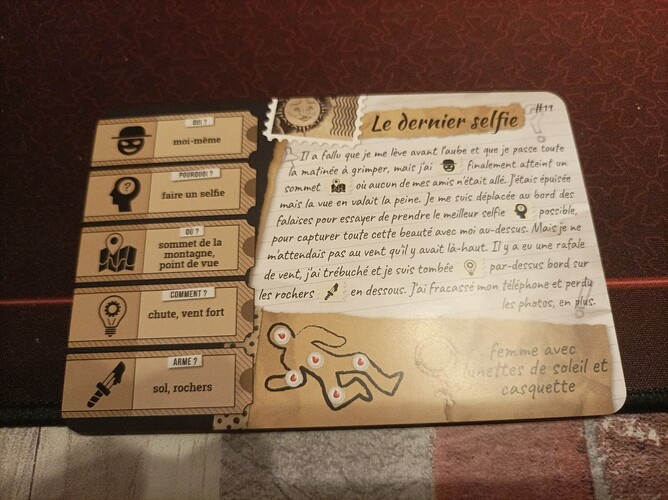 QUI ?
moi-même
POURQUOI ?
faire un selfie
OÙ ?
sommet de la
montagne,
point de vue
COMMENT ?
chute, vent fort
ARME ?
sol, rochers
Le dernier selfie
Il a fallu que je me lève avant l'aube et que je passe toute
la matinée à grimper, mais j'ai finalement atteint un
sommet où aucun de mes amis n'était allé. J'étais épuisée
mais la vue en valait la peine. Je me suis déplacée au bord des
falaises pour essayer de prendre le meilleur selfie possible,
pour capturer toute cette beauté avec moi au-dessus. Mais je ne
m'attendais pas au vent qu'il y avait là-haut. Il y a eu une rafale
de vent, j'ai trébuché et je suis tombée par-dessus bord sur
les rochers en dessous. J'ai fracassé mon téléphone et perdu
les photos, en plus.
femme avec
lunettes de soleil et
casquette